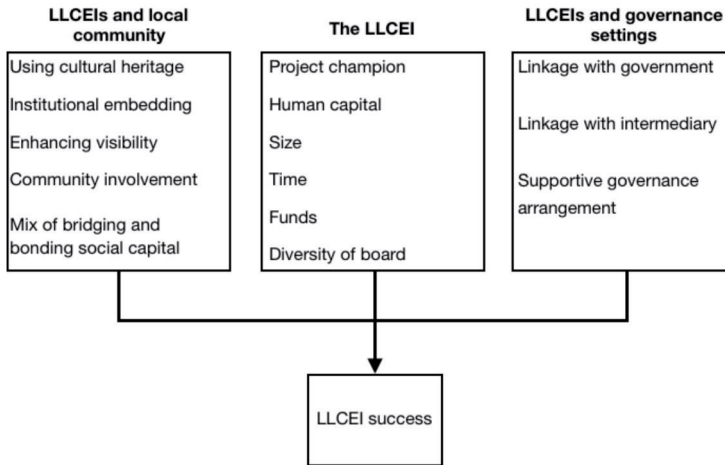 LLCEIs and local
community
Using cultural heritage
Institutional embedding
Enhancing visibility
Community involvement
Mix of bridging and
bonding social capital
The LLCEI
Project champion
Human capital
Size
Time
Funds
Diversity of board
LLCEIs and governance
settings
Linkage with government
Linkage with intermediary
Supportive governance
arrangement
LLCEI success